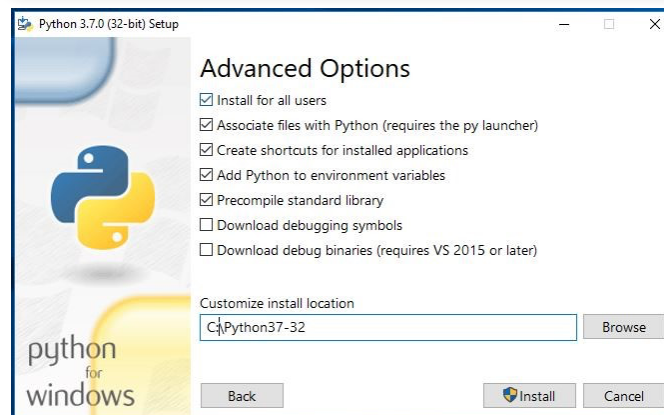 Python 3.7.0 (32-bit) Setup
Advanced Options
Install for all users
Associate files with Python (requires the py launcher)
Create shortcuts for installed applications
Add Python to environment variables
Precompile standard library
Download debugging symbols
Download debug binaries (requires VS 2015 or later)
Customize install location
C:\Python37-32
Browse
python
for
windows
Back
Install
Cancel